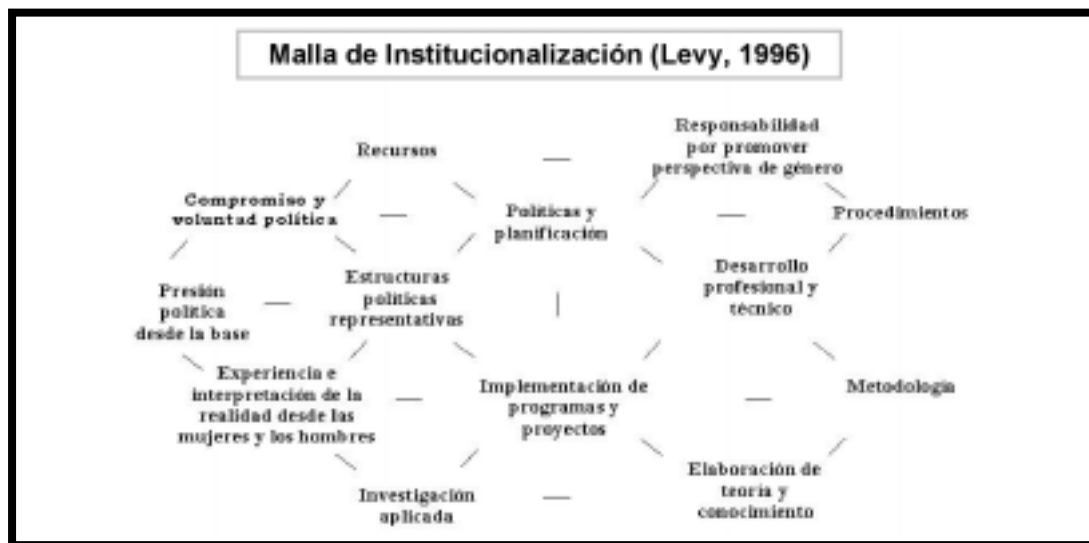 Malla de Institucionalización (Levy, 1996)
Recursos
Responsabilidad
por promover
perspectiva de género
Compromiso y
voluntad política
Políticas y
planificación
Procedimientos
Estructuras
políticas
representativas
Desarrollo
profesional y
técnico
Presión
política
desde la base
Experiencia e
interpretación de la
realidad desde las
mujeres y los hombres
Implementación de
programas y
proyectos
Metodología
Investigación
aplicada
Elaboración de
teoría y
conocimiento